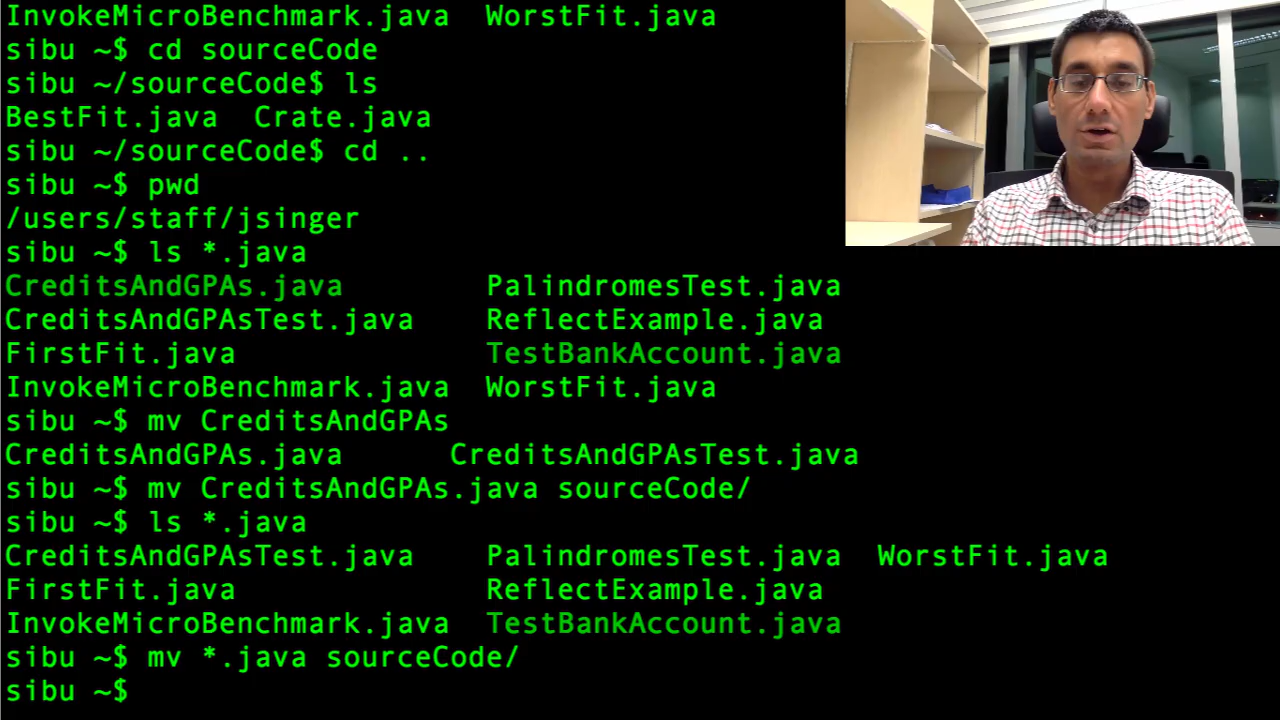 InvokeMicroBenchmark.java WorstFit.java
sibu ~$ cd sourceCode
sibu ~/sourceCode$ ls
BestFit.java Crate.java
sibu ~/sourceCode$ cd ..
sibu ~$ pwd
/users/staff/jsinger
sibu ~$ ls *.java
CreditsAndGPAs.java PalindromesTest.java
CreditsAndGPAsTest.java ReflectExample.java
FirstFit.java TestBankAccount.java
InvokeMicroBenchmark.java WorstFit.java
sibu ~$ mv CreditsAndGPAs
CreditsAndGPAs.java CreditsAndGPAsTest.java
sibu ~$ mv CreditsAndGPAs.java sourceCode/
sibu ~$ ls *.java
CreditsAndGPAsTest.java PalindromesTest.java WorstFit.java
FirstFit.java ReflectExample.java
InvokeMicroBenchmark.java TestBankAccount.java
sibu ~$ mv *.java sourceCode/
sibu ~$